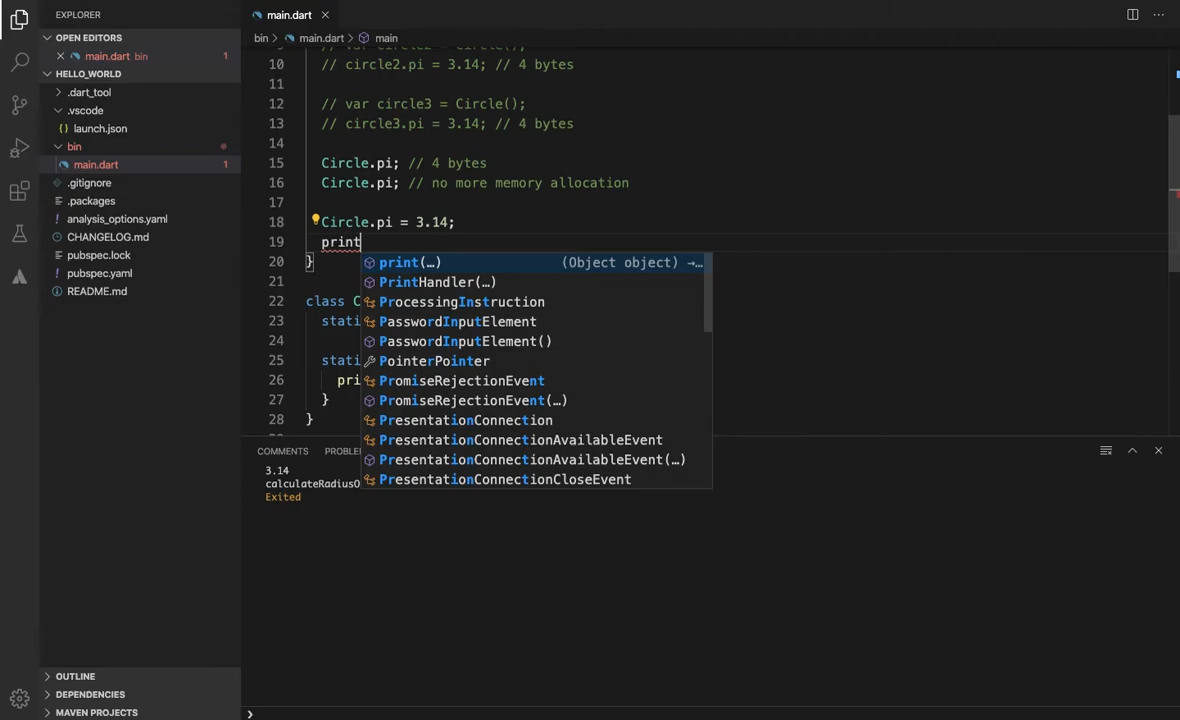 EXPLORER
OPEN EDITORS
main.dart bin 1
HELLO_WORLD
.dart_tool
.vscode
launch.json
bin
main.dart 1
.gitignore
.packages
! analysis_options.yaml
CHANGELOG.md
pubspec.lock
! pubspec.yaml
README.md
OUTLINE
DEPENDENCIES
MAVEN PROJECTS
main.dart
bin > main.dart > main
10 // circle2.pi = 3.14; // 4 bytes
11
12 // var circle3 = Circle();
13 // circle3.pi = 3.14; // 4 bytes
14
15 Circle.pi; // 4 bytes
16 Circle.pi; // no more memory allocation
17
18 Circle.pi = 3.14;
19 print
20 }
21
22 class C
23 stati
24
25 stati
26 pri
27 }
28 }
print(…) (Object object) →…
PrintHandler(…)
ProcessingInstruction
PasswordInputElement
PasswordInputElement()
PointerPointer
PromiseRejectionEvent
PromiseRejectionEvent(…)
PresentationConnection
PresentationConnectionAvailableEvent
PresentationConnectionAvailableEvent(…)
PresentationConnectionCloseEvent
COMMENTS PROBLE
3.14
calculateRadiusO
Exited